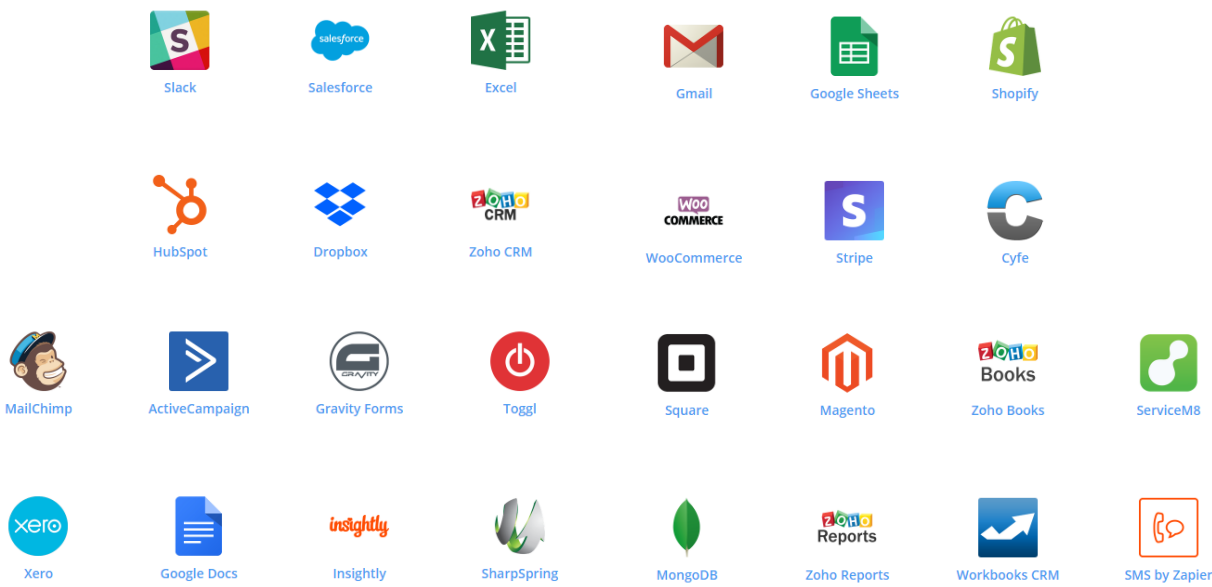 S
salesforce
X
S
Slack
Salesforce
Excel
Gmail
Google Sheets
Shopify
ZOHO
CRM
WOO
COMMERCE
S
C
HubSpot
Dropbox
Zoho CRM
WooCommerce
Stripe
Cyfe
G
GRAVITY
ZOHO
Books
MailChimp
ActiveCampaign
Gravity Forms
Toggl
Square
Magento
Zoho Books
ServiceM8
xero
insightly
ZOHO
Reports
Xero
Google Docs
Insightly
SharpSpring
MongoDB
Zoho Reports
Workbooks CRM
SMS by Zapier